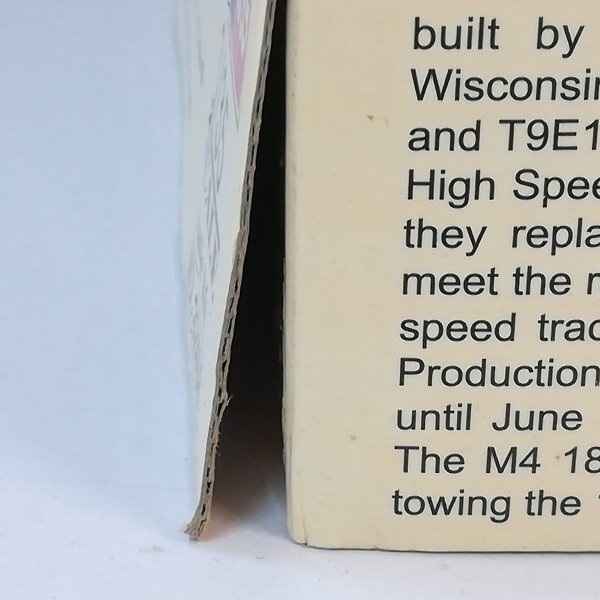 built by
Wisconsin
and T9E1
High Spee
they repla
meet the r
speed trac
Production
until June
The M4 18
towing the